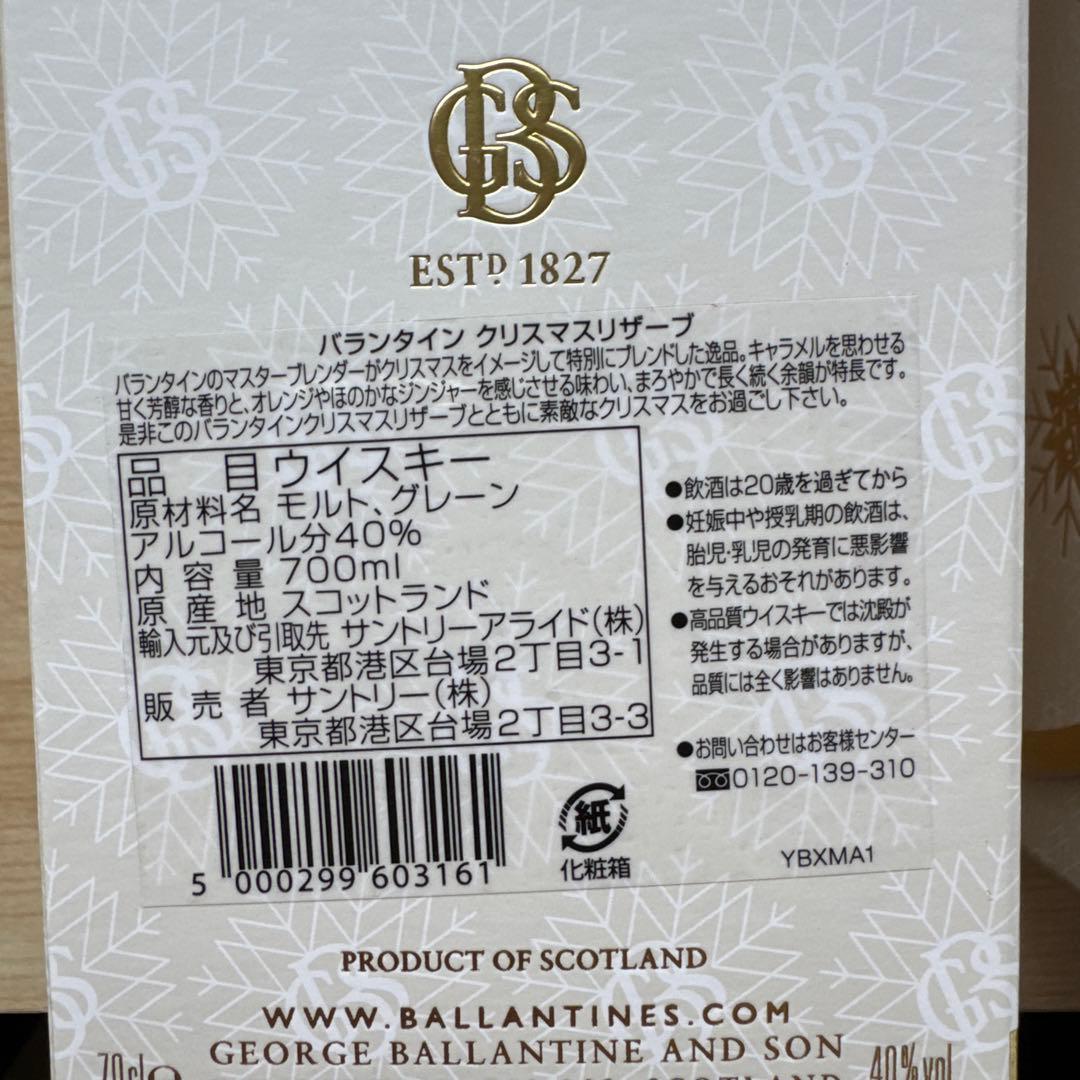 GBS
ESTD. 1827
バランタイン クリスマスリザーブ
バランタインのマスターブレンダーがクリスマスをイメージして特別にブレンドした逸品。キャラメルを思わせる
甘く芳醇な香りと、オレンジやほのかなジンジャーを感じさせる味わい、まろやかで長く続く余韻が特長です。
是非このバランタインクリスマスリザーブとともに素敵なクリスマスをお過ごし下さい。
品 目 ウイスキー
原材料名 モルト、グレーン
アルコール分40%
内容量 700ml
原産地 スコットランド
輸入元及び引取先 サントリーアライド(株)
東京都港区台場2丁目3-1
販売者 サントリー(株)
東京都港区台場2丁目3-3
●飲酒は20歳を過ぎてから
●妊娠中や授乳期の飲酒は、
胎児・乳児の発育に悪影響
を与えるおそれがあります。
●高品質ウイスキーでは沈殿が
発生する場合がありますが、
品質には全く影響はありません。
●お問い合わせはお客様センター
0120-139-310
5 000299 603161
紙
化粧箱
YBXMA1
PRODUCT OF SCOTLAND
WWW.BALLANTINES.COM
GEORGE BALLANTINE AND SON
70cl e
40% vol
SCOTLAND